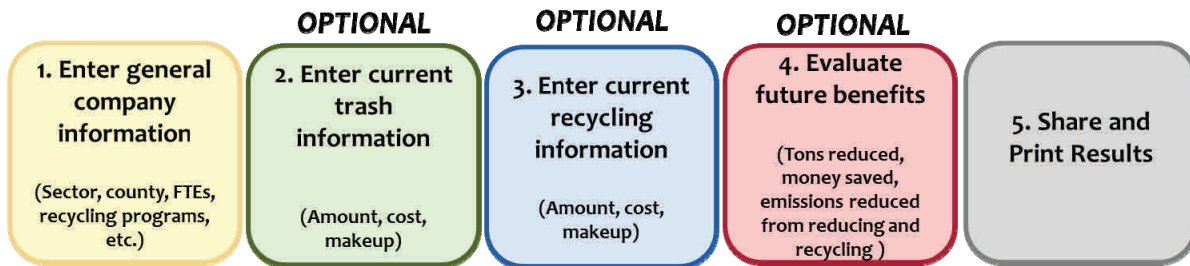 1. Enter general
company
information
(Sector, county, FTEs,
recycling programs,
etc.)
OPTIONAL
2. Enter current
trash
information
(Amount, cost,
makeup)
OPTIONAL
3. Enter current
recycling
information
(Amount, cost,
makeup)
OPTIONAL
4. Evaluate
future benefits
(Tons reduced,
money saved,
emissions reduced
from reducing and
recycling )
5. Share and
Print Results